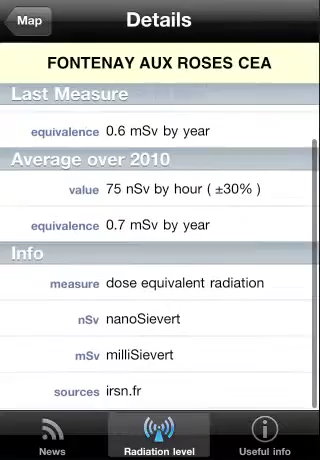 Map
Details
FONTENAY AUX ROSES CEA
Last Measure
equivalence 0.6 mSv by year
Average over 2010
value 75 nSv by hour ( ±30% )
equivalence 0.7 mSv by year
Info
measure dose equivalent radiation
nSv nanoSievert
mSv milliSievert
sources irsn.fr
News Radiation level Useful info